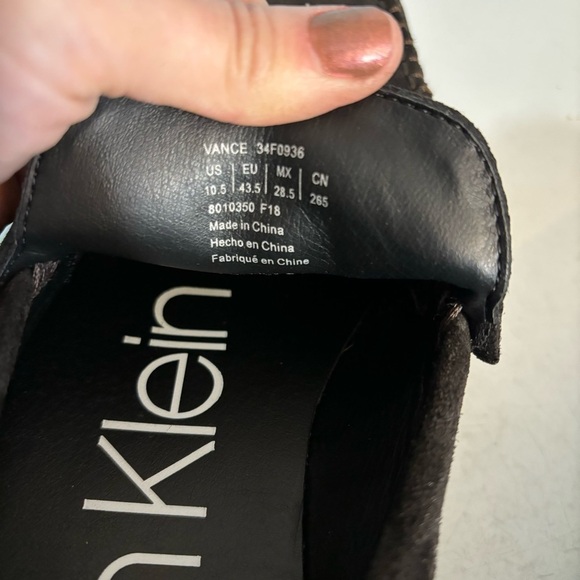 VANCE 34F0936
US | EU | MX | CN
10.5 | 43.5 | 28.5 | 265
8010350 F18
Made in China
Hecho en China
Fabriqué en Chine
n Klein